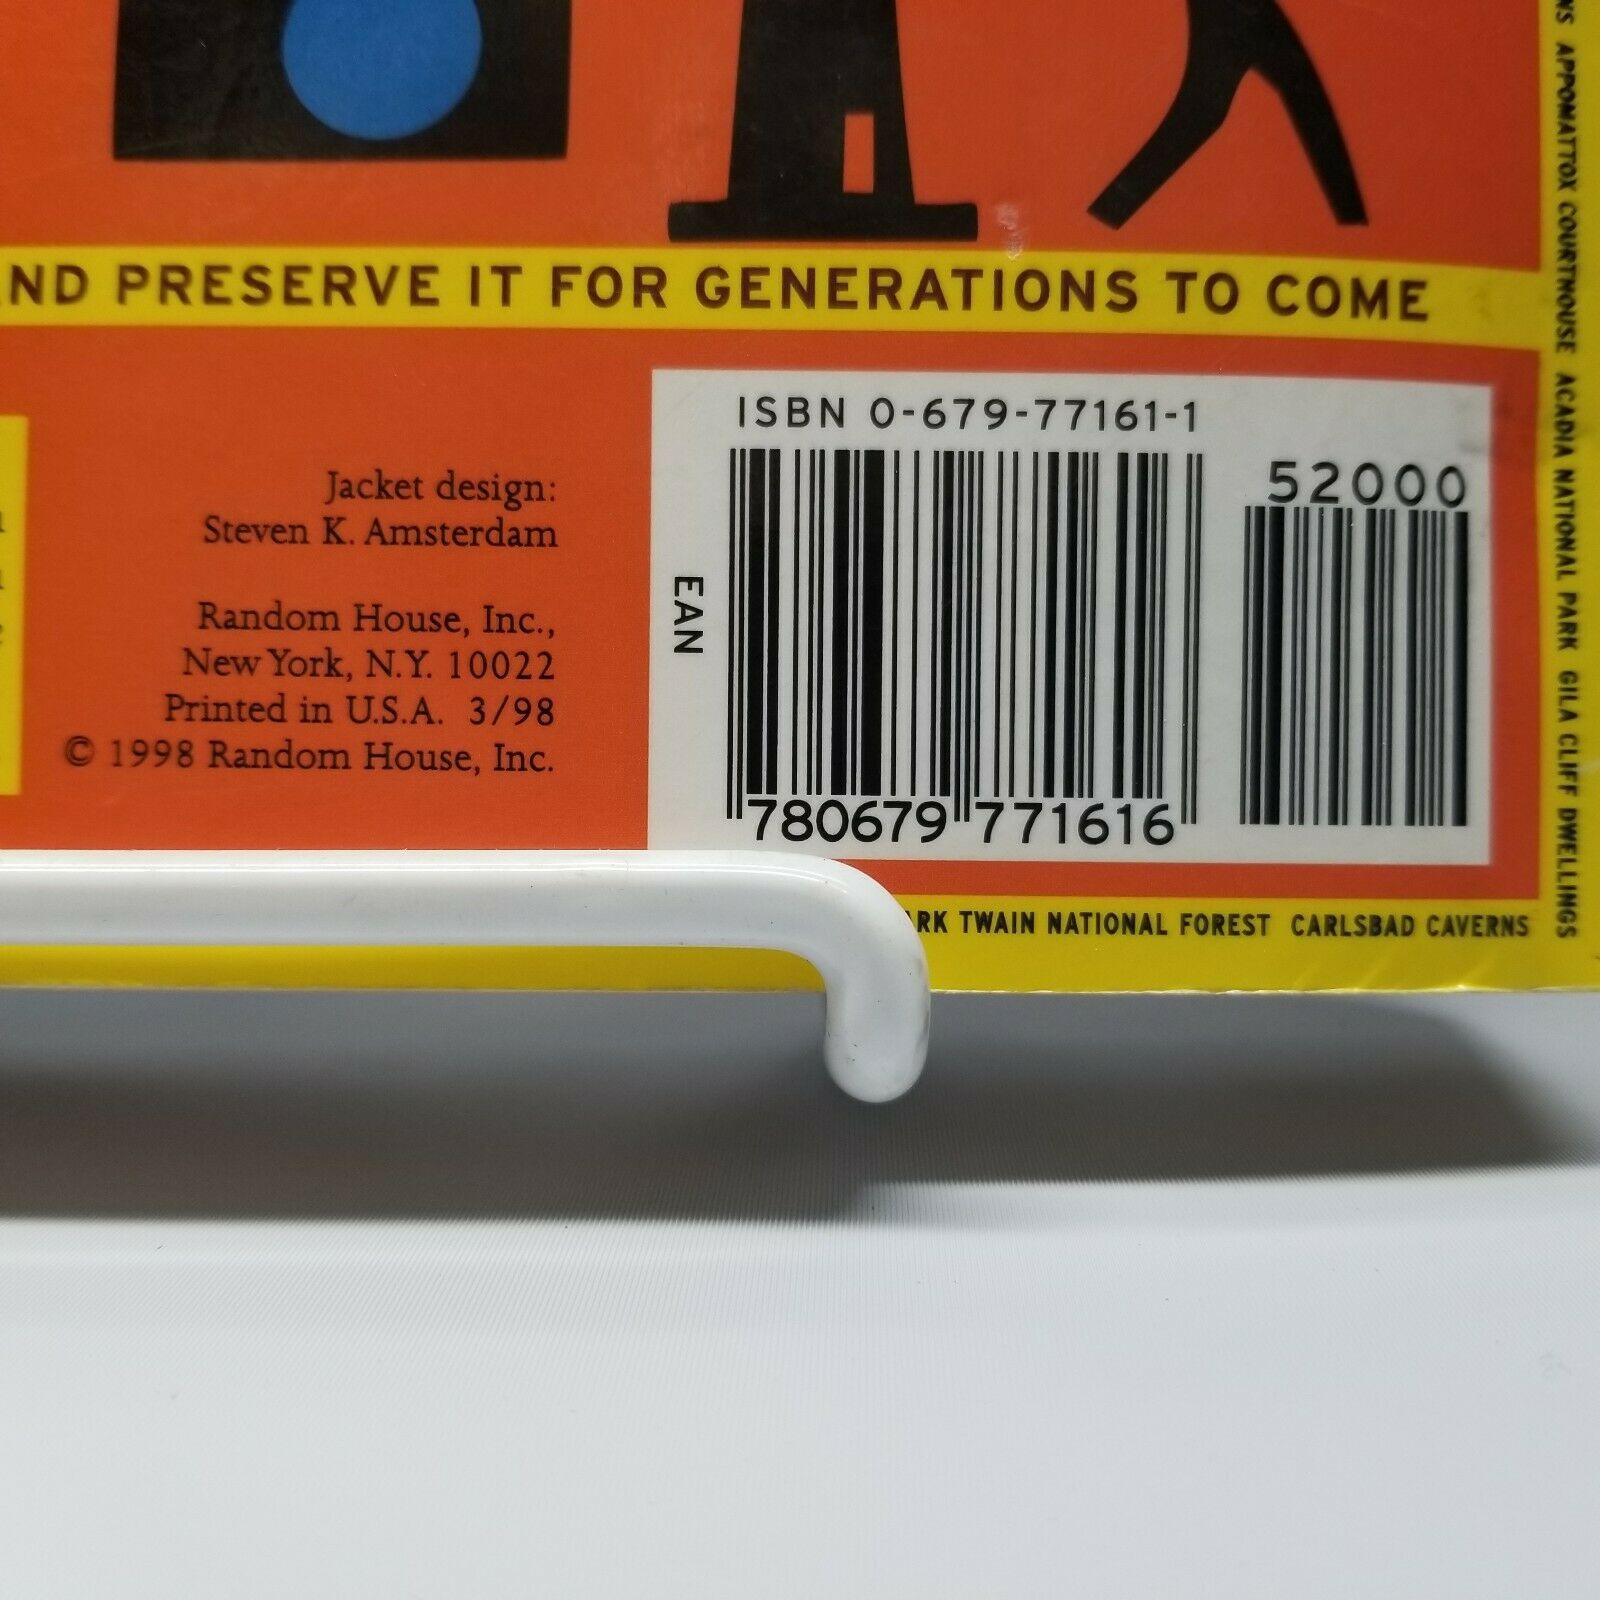 AND PRESERVE IT FOR GENERATIONS TO COME
Jacket design:
Steven K. Amsterdam
Random House, Inc.,
New York, N.Y. 10022
Printed in U.S.A. 3/98
© 1998 Random House, Inc.
ISBN 0-679-77161-1
52000
EAN
780679 771616
TWAIN NATIONAL FOREST CARLSBAD CAVERNS
APPOMATTOX COURTHOUSE ACADIA NATIONAL PARK GILA CLIFF DWELLINGS